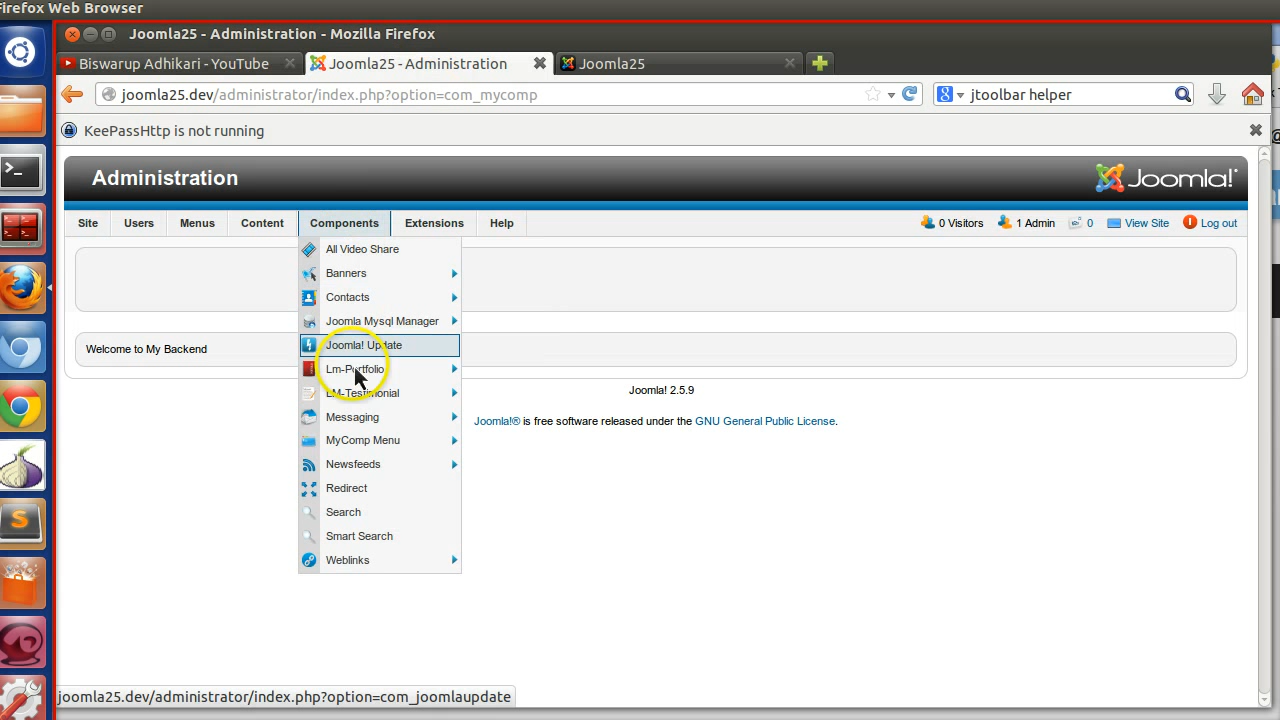 Firefox Web Browser
Joomla25 - Administration - Mozilla Firefox
Biswarup Adhikari - YouTube
Joomla25 - Administration
Joomla25
joomla25.dev/administrator/index.php?option=com_mycomp
jtoolbar helper
KeePassHttp is not running
Administration
Joomla!®
Site
Users
Menus
Content
Components
Extensions
Help
0 Visitors
1 Admin
0
View Site
Log out
All Video Share
Banners
Contacts
Joomla Mysql Manager
Joomla! Update
Lm-Portfolio
LM-Testimonial
Messaging
MyComp Menu
Newsfeeds
Redirect
Search
Smart Search
Weblinks
Welcome to My Backend
Joomla! 2.5.9
Joomla!® is free software released under the GNU General Public License.
joomla25.dev/administrator/index.php?option=com_joomlaupdate